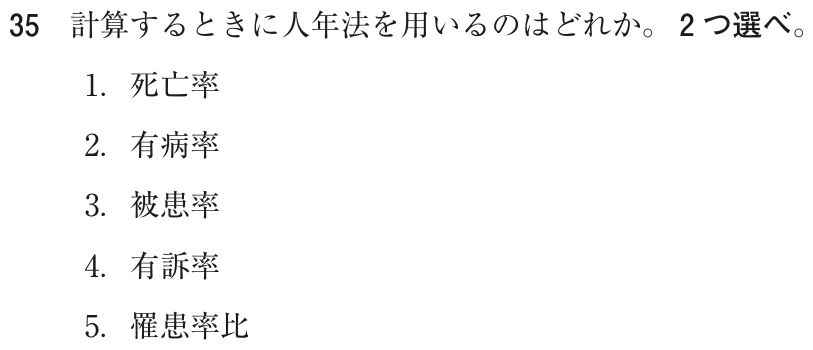 35 計算するときに人年法を用いるのはどれか。2つ選べ。
1. 死亡率
2. 有病率
3. 被患率
4. 有訴率
5. 罹患率比